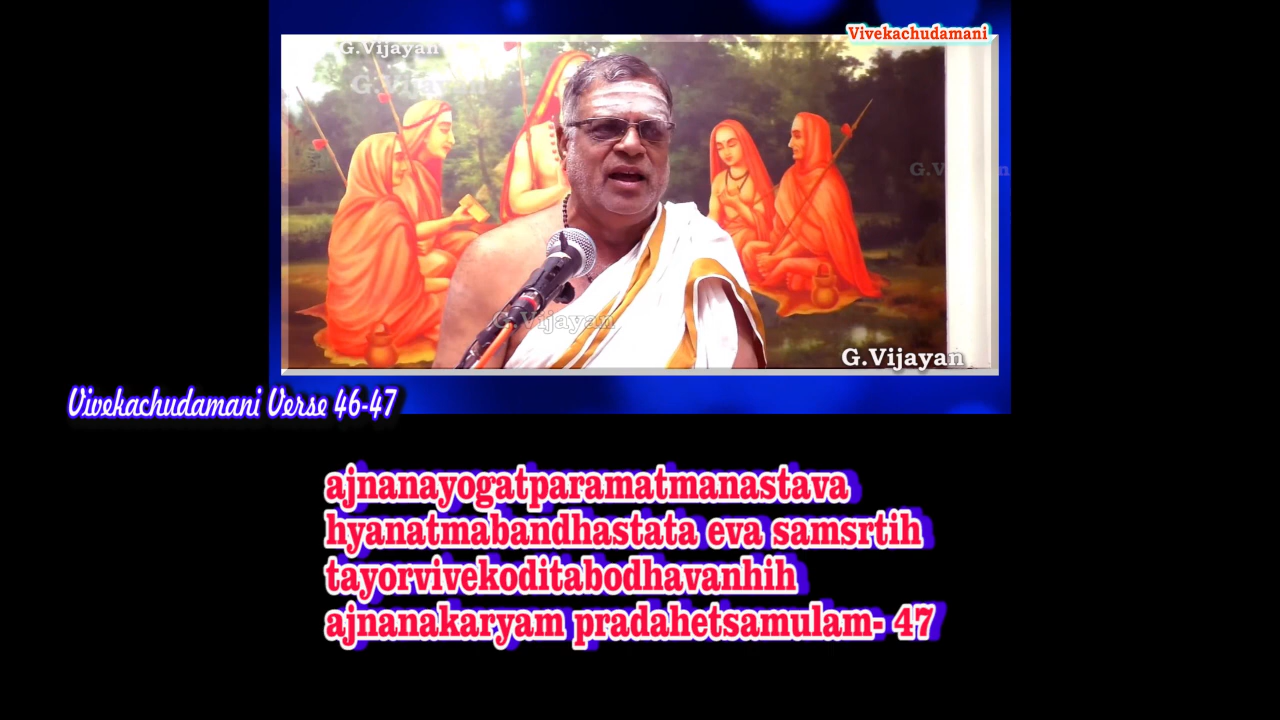 Vivekachudamani
G.Vijayan
G.Vijayan
G.Vijayan
G.Vijayan
Vivekachudamani Verse 46-47
ajnanayogatparamatmanastava
hyanatmabandhastata eva samsrtih
tayorvivekoditabodhavanhih
ajnanakaryam pradahetsamulam- 47